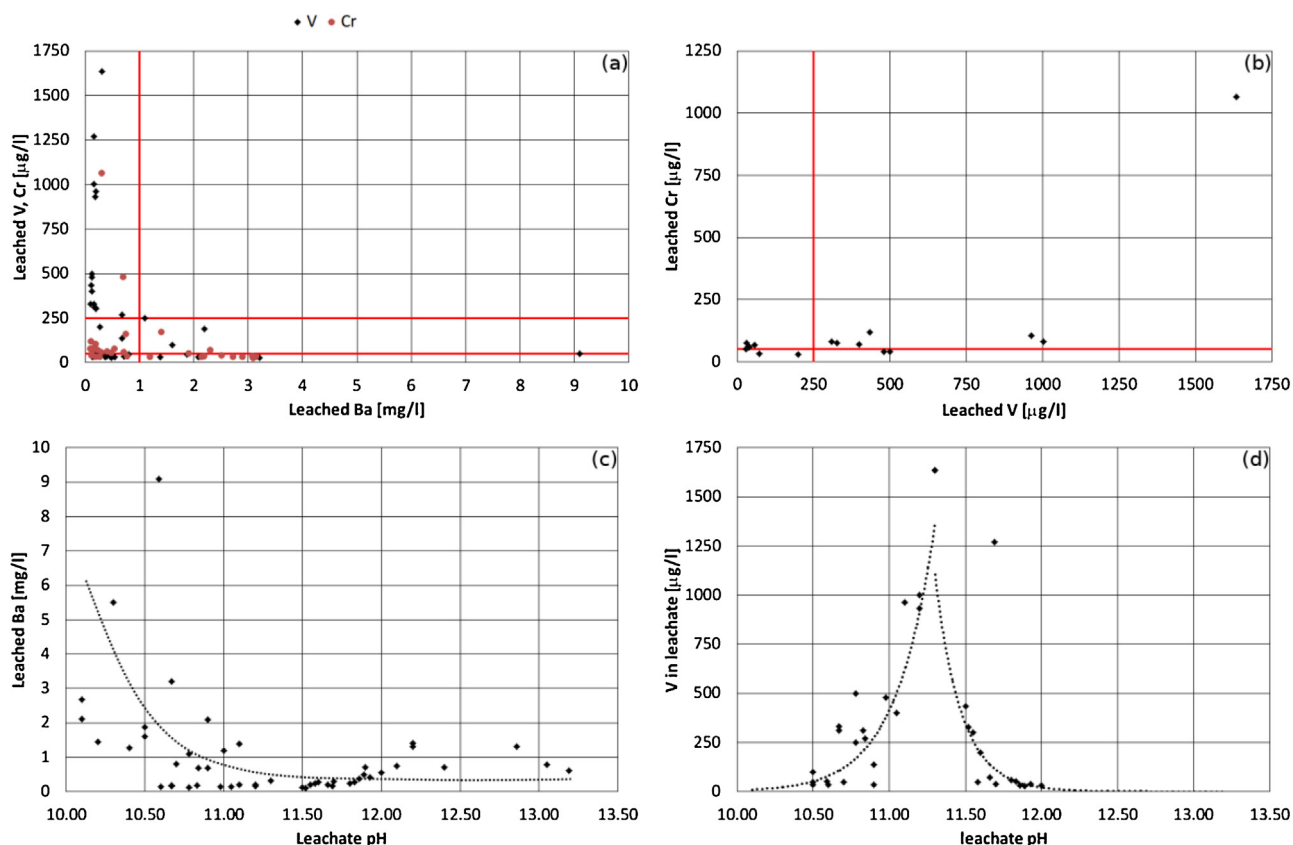 V Cr
(a)
1750
1500
1250
1000
750
500
250
0
Leached V, Cr [µg/l]
0 1 2 3 4 5 6 7 8 9 10
Leached Ba [mg/l]
(b)
1250
1000
750
500
250
0
Leached Cr [µg/l]
0 250 500 750 1000 1250 1500 1750
Leached V [µg/l]
(c)
10
9
8
7
6
5
4
3
2
1
0
Leached Ba [mg/l]
10.00 10.50 11.00 11.50 12.00 12.50 13.00 13.50
Leachate pH
(d)
1750
1500
1250
1000
750
500
250
0
V in leachate [µg/l]
10.00 10.50 11.00 11.50 12.00 12.50 13.00 13.50
leachate pH